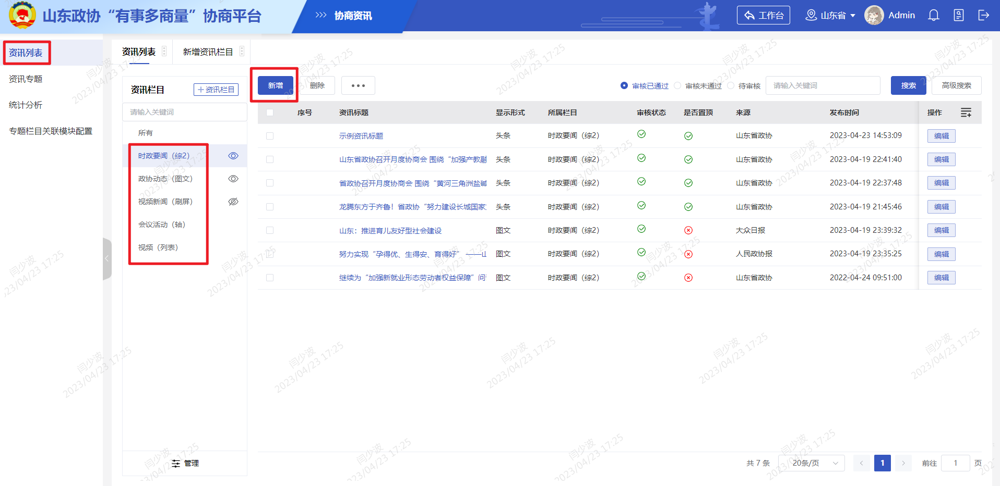 山东政协“有事多商量”协商平台
协商资讯
工作台
山东省
Admin
资讯列表
资讯专题
统计分析
专题栏目关联模块配置
资讯列表
新增资讯栏目
资讯栏目
+资讯栏目
请输入关键词
所有
时政要闻（综2）
政协动态（图文）
视频新闻（刷屏）
会议活动（轴）
视频（列表）
管理
新增
删除
审核已通过
审核未通过
待审核
请输入关键词
搜索
高级搜索
序号 资讯标题 显示形式 所属栏目 审核状态 是否置顶 来源 发布时间 操作
示例资讯标题 头条 时政要闻（综2） 山东省政协 2023-04-23 14:53:09 编辑
山东省政协召开月度协商会 围绕“加强产教融 头条 时政要闻（综2） 山东省政协 2023-04-19 22:41:40 编辑
省政协召开月度协商会 围绕“黄河三角洲盐碱 头条 时政要闻（综2） 山东省政协 2023-04-19 22:37:48 编辑
龙腾东方于齐鲁！省政协“努力建设长城国家 头条 时政要闻（综2） 山东省政协 2023-04-19 21:45:46 编辑
山东：推进育儿友好型社会建设 图文 时政要闻（综2） 大众日报 2023-04-19 23:39:32 编辑
努力实现“孕得优、生得安、育得好” ——山 图文 时政要闻（综2） 人民政协报 2023-04-19 23:35:25 编辑
继续为“加强新就业形态劳动者权益保障”问 图文 时政要闻（综2） 山东省政协 2022-04-24 09:51:00 编辑
共 7 条
20条/页
1
前往 1 页
闫少波
2023/04/23 17:25